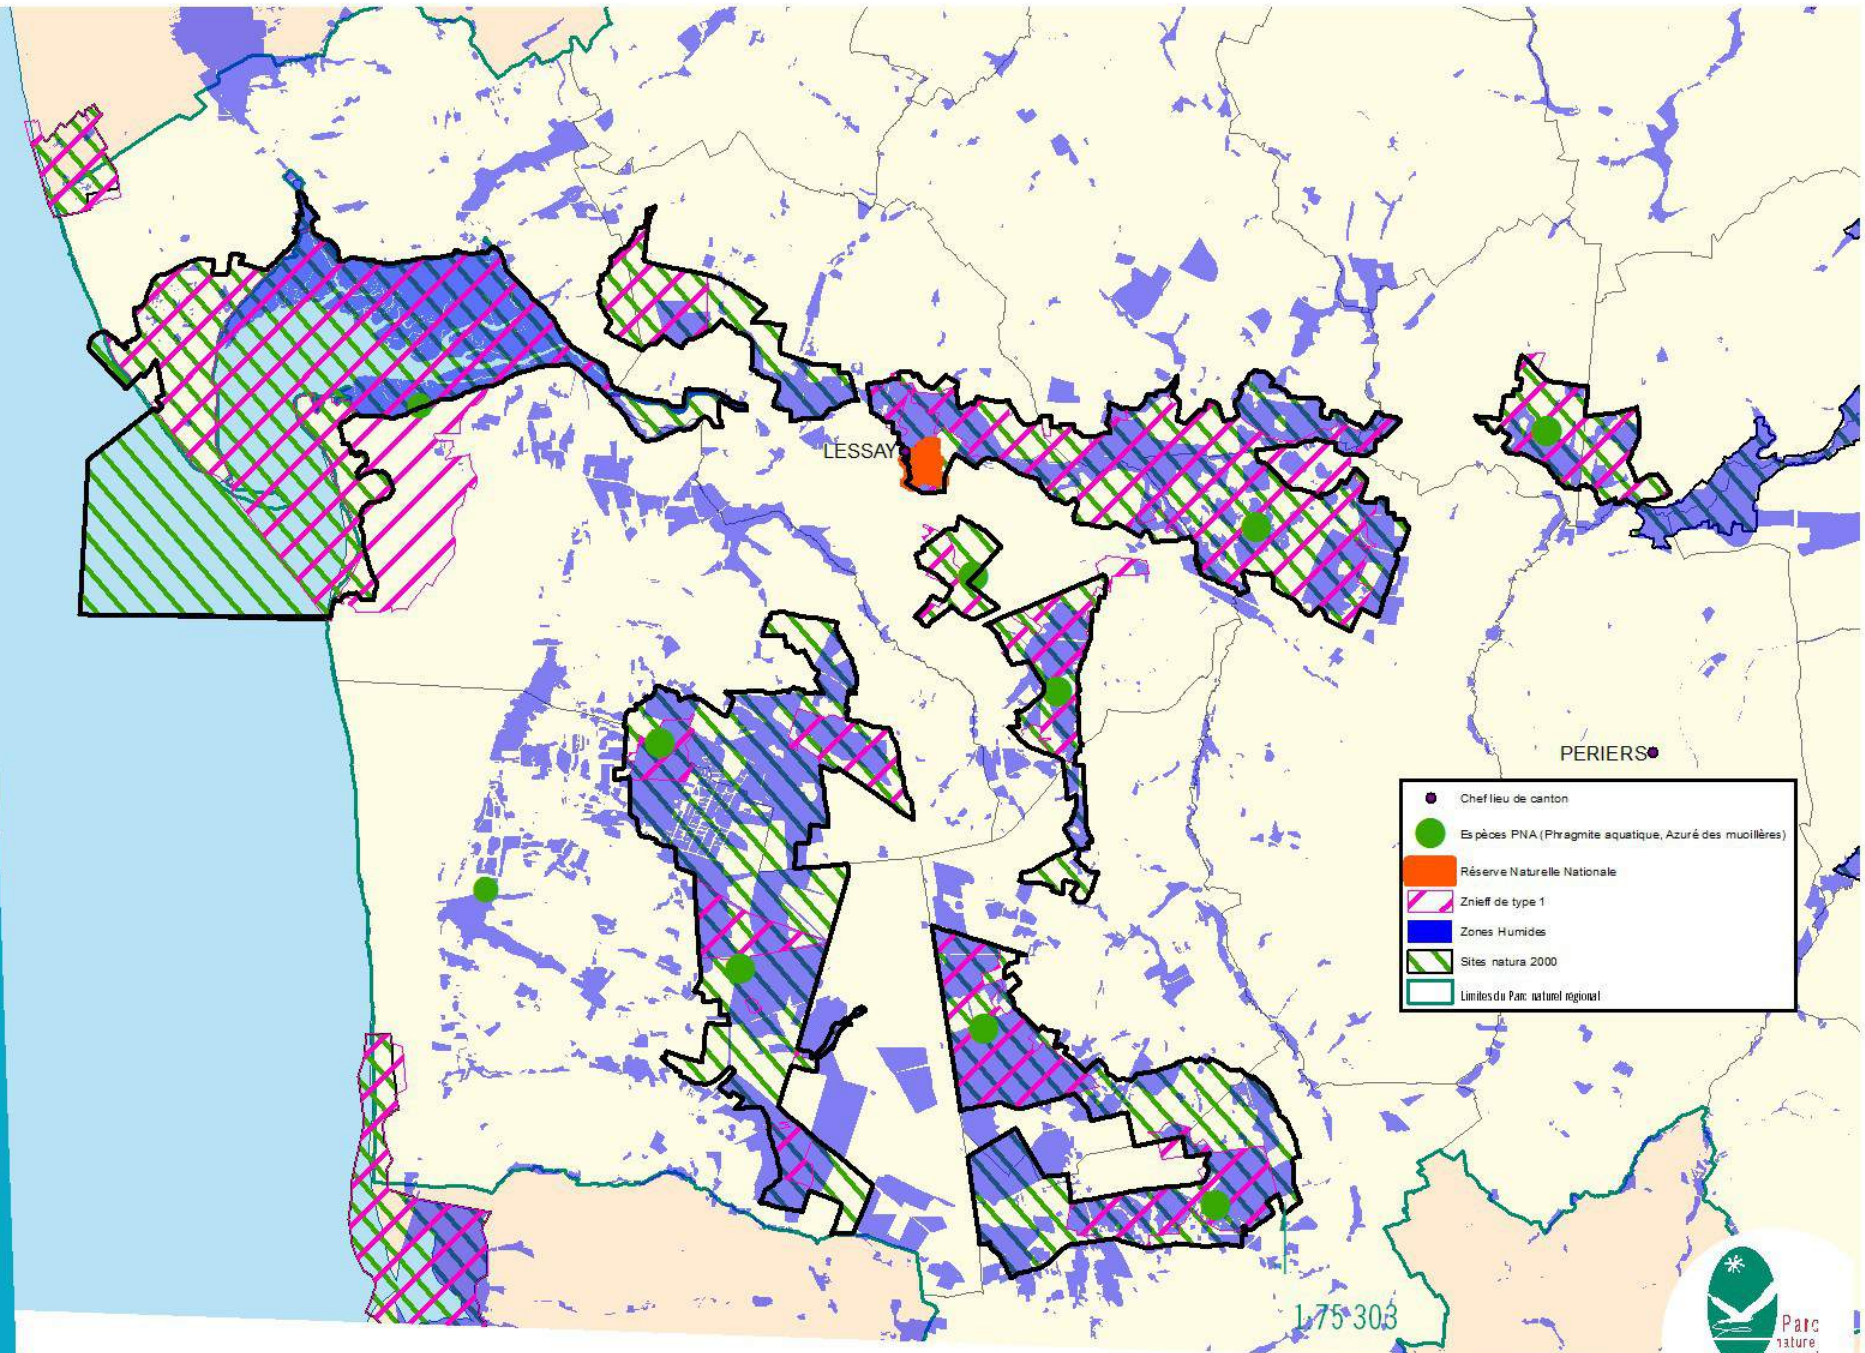 LESSAY
PERIERS
Chef lieu de canton
Espèces PNA (Phragmite aquatique, Azuré des muoillères)
Réserve Naturelle Nationale
Znieff de type 1
Zones Humides
Sites natura 2000
Limites du Parc naturel régional
1:75 303
Parc
nature